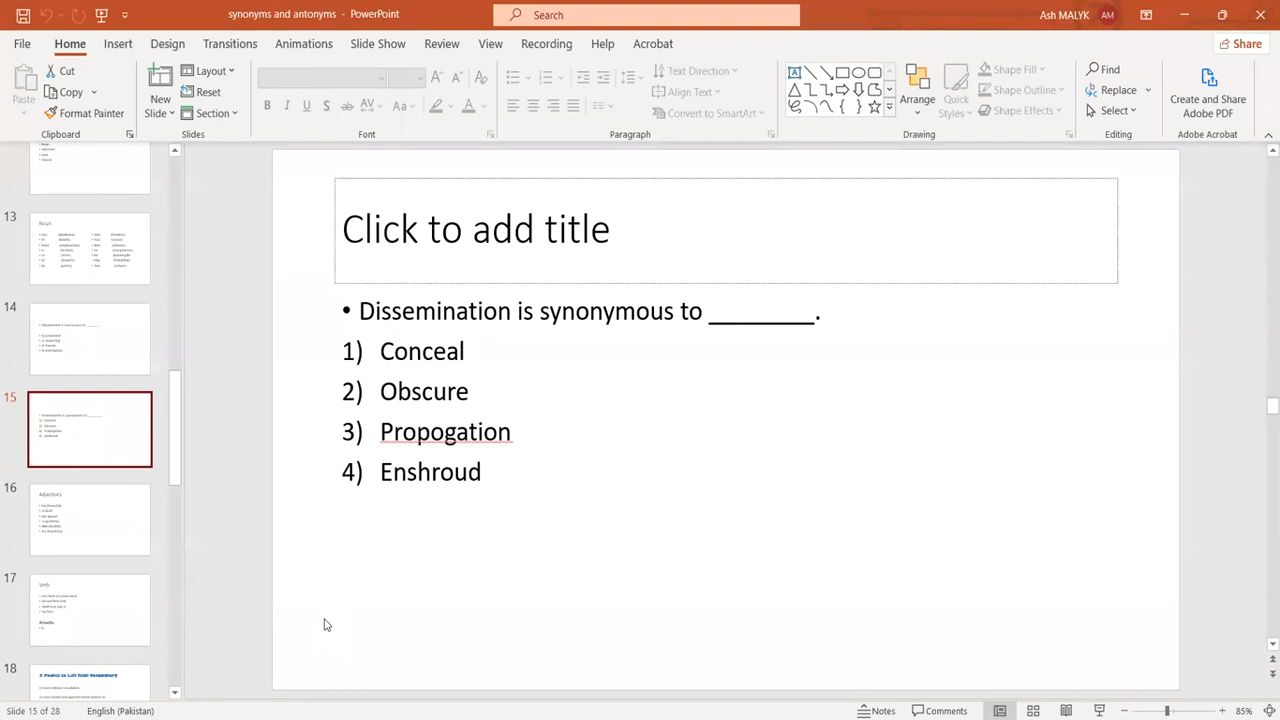 synonyms and antonyms - PowerPoint
Search
Ash MALYK
AM
File Home Insert Design Transitions Animations Slide Show Review View Recording Help Acrobat
Share
Paste
Cut
Copy
Format Painter
Clipboard
New Slide
Layout
Reset
Section
Slides
Font
Text Direction
Align Text
Convert to SmartArt
Paragraph
Arrange
Quick Styles
Shape Fill
Shape Outline
Shape Effects
Drawing
Find
Replace
Select
Editing
Create and Share Adobe PDF
Adobe Acrobat
13
Noun
14
15
16
Adjectives
17
Verb
18
Click to add title
• Dissemination is synonymous to _________.
1) Conceal
2) Obscure
3) Propogation
4) Enshroud
Slide 15 of 28
English (Pakistan)
Notes
Comments
85%